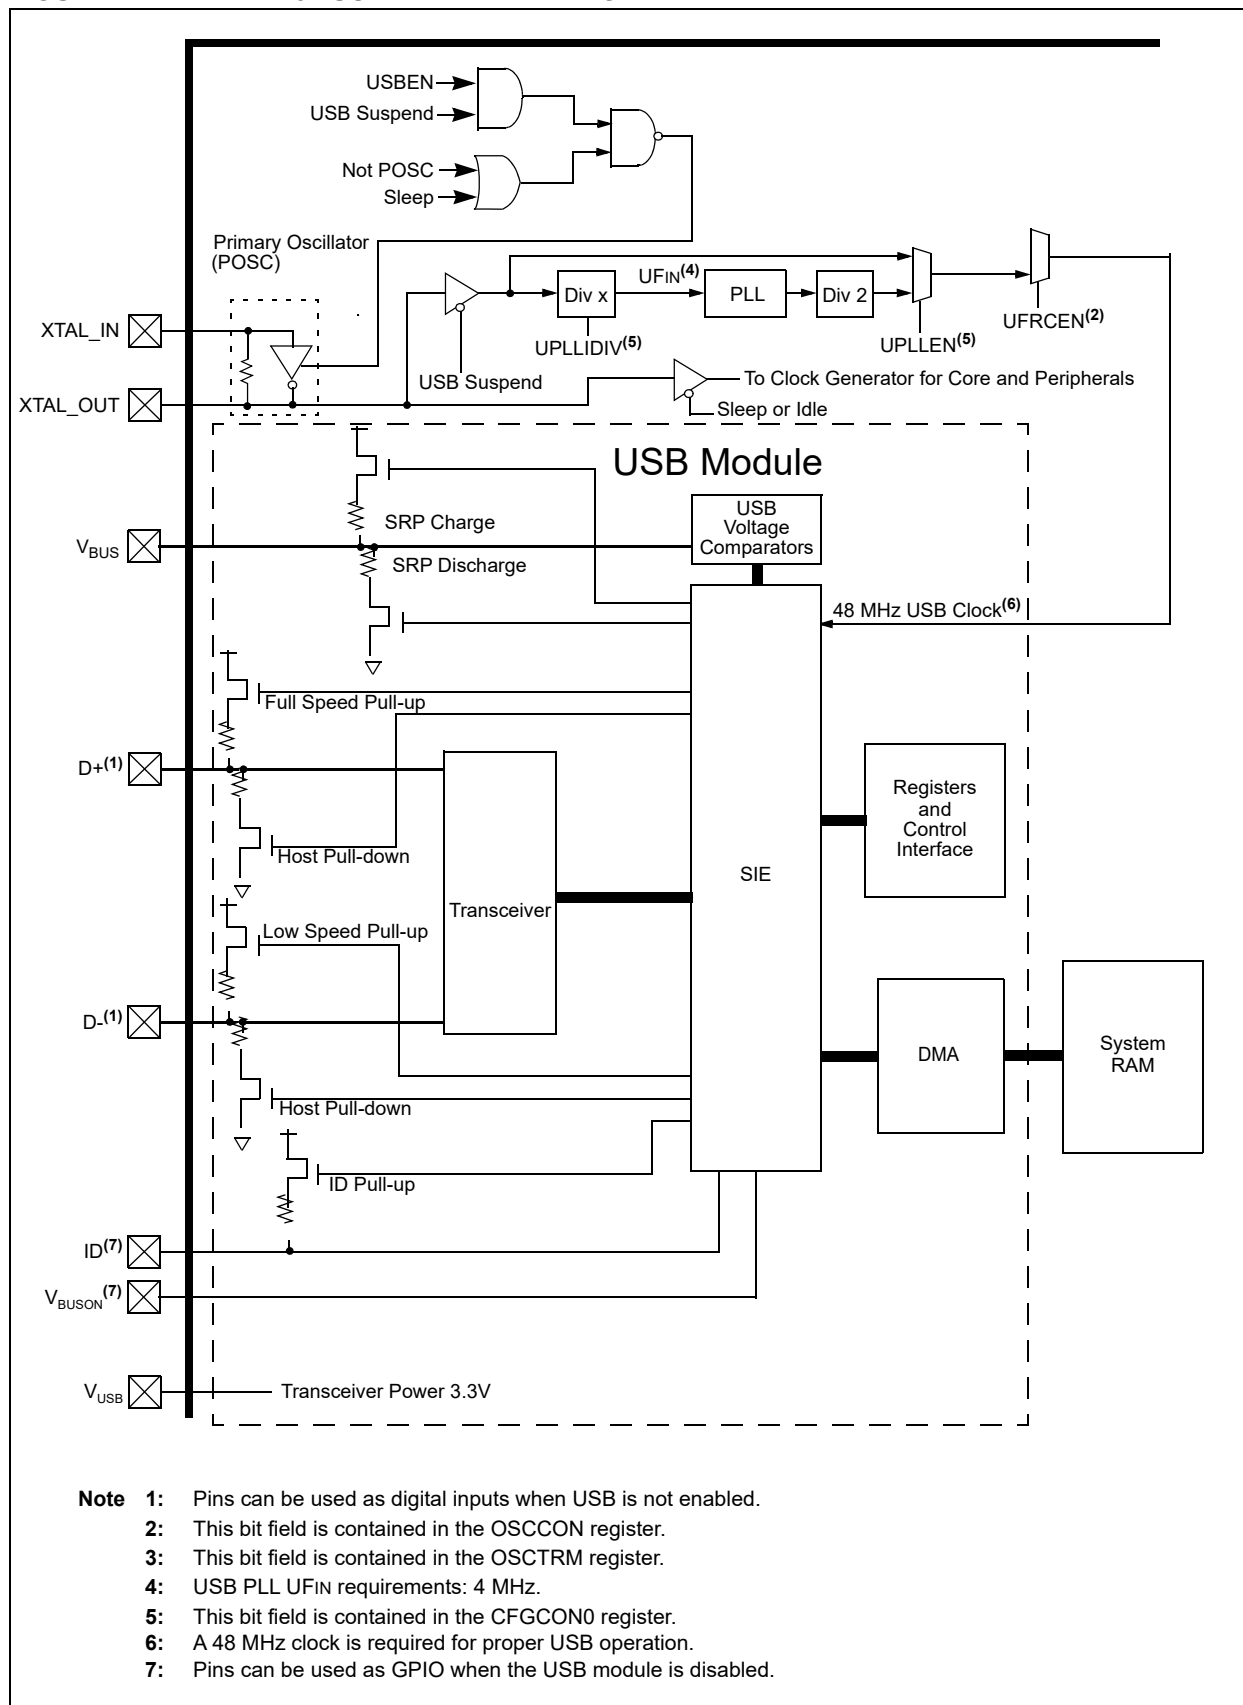 USBEN
USB Suspend
Not POSC
Sleep
Primary Oscillator
(POSC)
UFIN(4)
Div x
PLL
Div 2
UFRCEN(2)
XTAL_IN
UPLLIDIV(5)
UPLLEN(5)
USB Suspend
To Clock Generator for Core and Peripherals
XTAL_OUT
Sleep or Idle
USB Module
USB
Voltage
Comparators
SRP Charge
VBUS
SRP Discharge
48 MHz USB Clock(6)
Full Speed Pull-up
D+(1)
Registers
and
Control
Interface
Host Pull-down
SIE
Transceiver
Low Speed Pull-up
D-(1)
DMA
System
RAM
Host Pull-down
ID Pull-up
ID(7)
VBUSON(7)
VUSB
Transceiver Power 3.3V
Note 1: Pins can be used as digital inputs when USB is not enabled.
2: This bit field is contained in the OSCCON register.
3: This bit field is contained in the OSCTRM register.
4: USB PLL UFIN requirements: 4 MHz.
5: This bit field is contained in the CFGCON0 register.
6: A 48 MHz clock is required for proper USB operation.
7: Pins can be used as GPIO when the USB module is disabled.